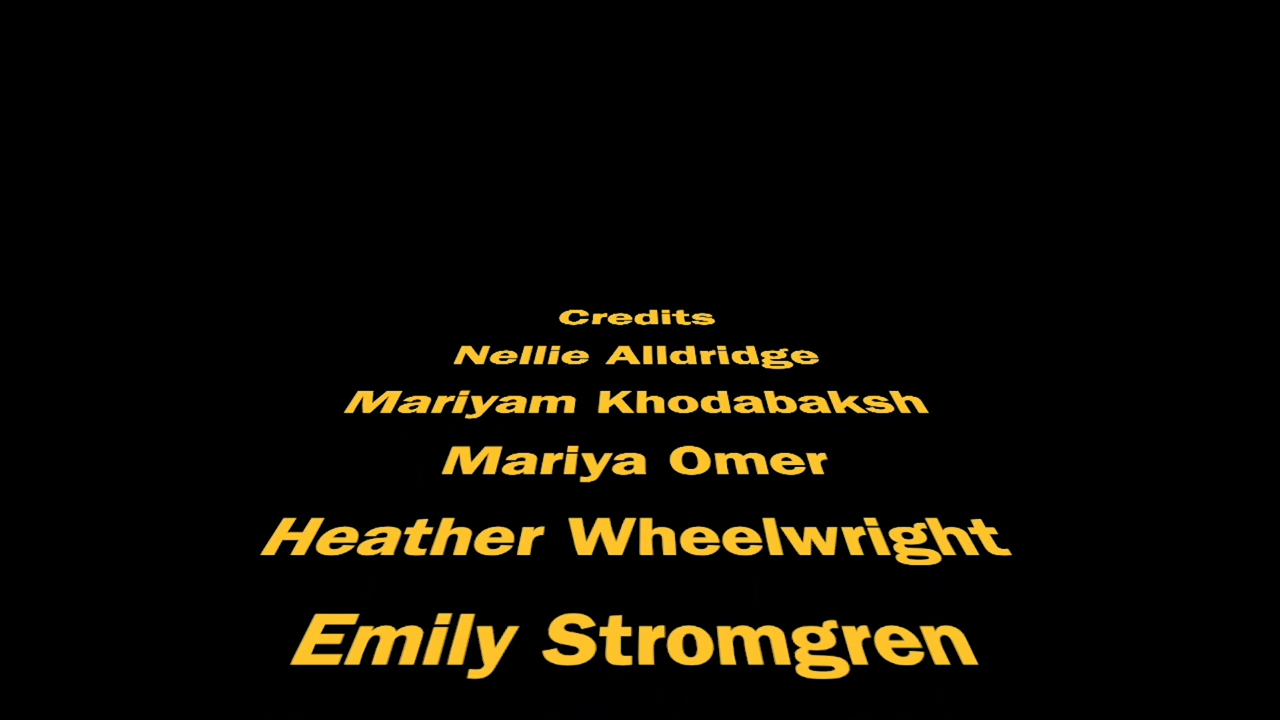 Credits
Nellie Alldridge
Mariyam Khodabaksh
Mariya Omer
Heather Wheelwright
Emily Stromgren